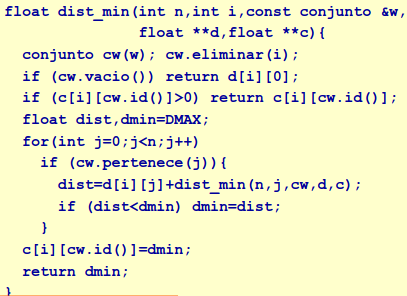 float dist_min(int n,int i,const conjunto &w,
float **d,float **c){
conjunto cw(w); cw.eliminar(i);
if (cw.vacio()) return d[i][0];
if (c[i][cw.id()]>0) return c[i][cw.id()];
float dist,dmin=DMAX;
for(int j=0;j<n;j++)
if (cw.pertenece(j)){
dist=d[i][j]+dist_min(n,j,cw,d,c);
if (dist<dmin) dmin=dist;
}
c[i][cw.id()]=dmin;
return dmin;
}